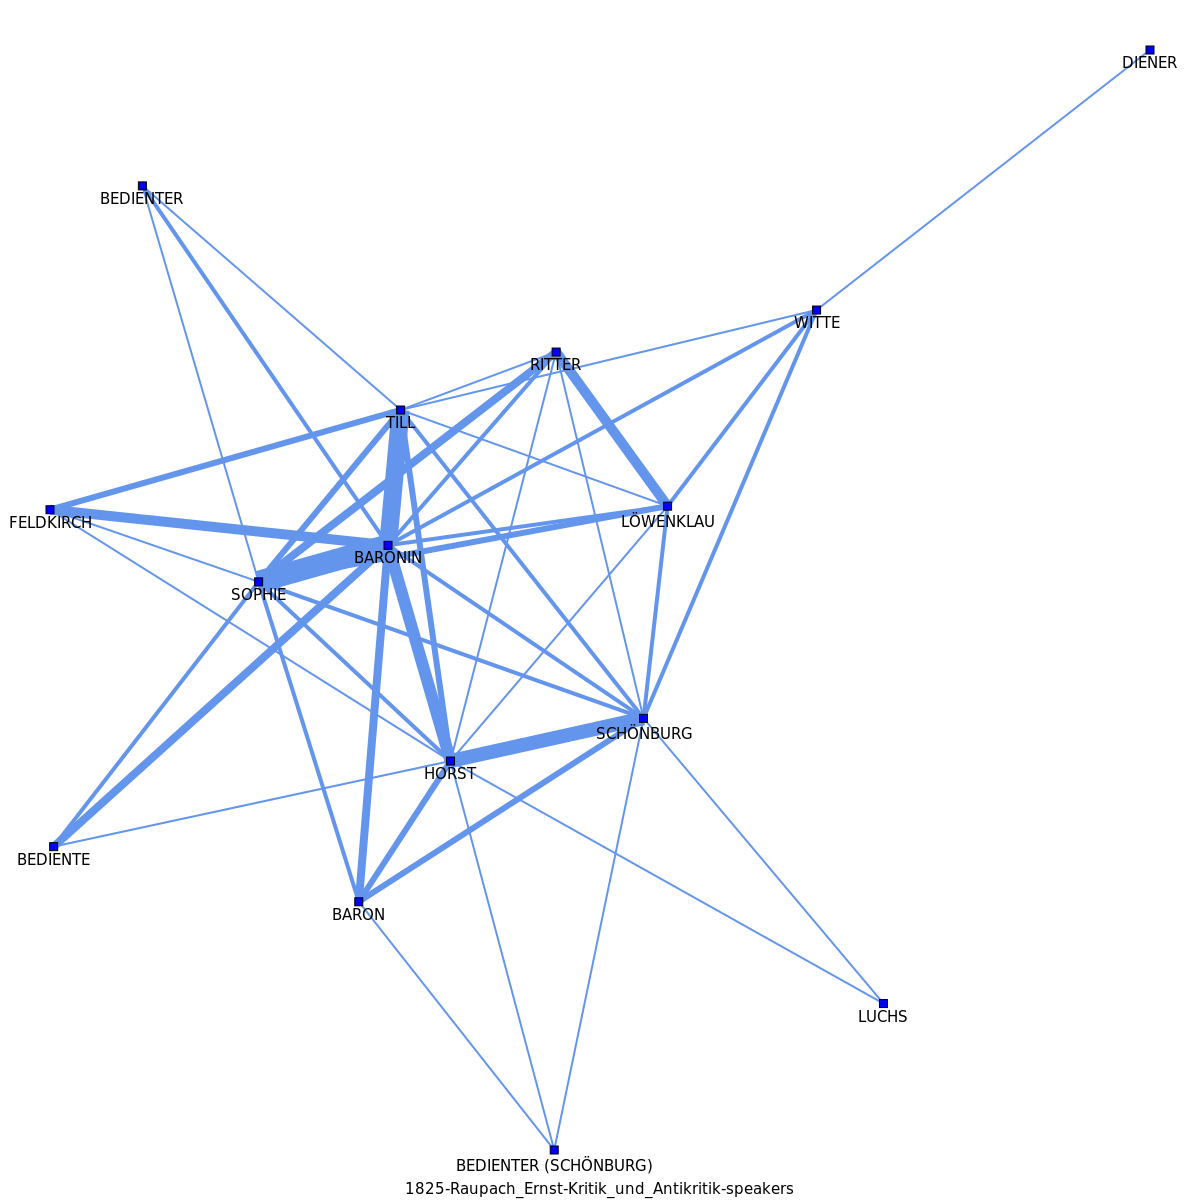 DIENER
BEDIENTER
WITTE
RITTER
TILL
FELDKIRCH
LÖWENKLAU
BARONIN
SOPHIE
SCHÖNBURG
HORST
BEDIENTE
BARON
LUCHS
BEDIENTER (SCHÖNBURG)
1825-Raupach_Ernst-Kritik_und_Antikritik-speakers